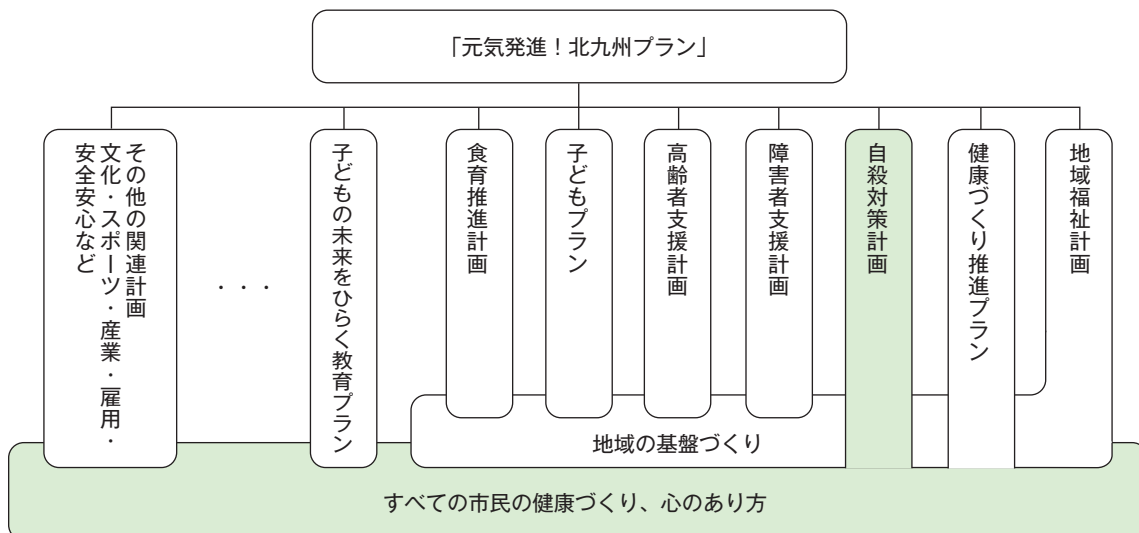 「元気発進！北九州プラン」
その他の関連計画
文化・スポーツ・産業・雇用・
安全安心など
・・・
子どもの未来をひらく教育プラン
食育推進計画
子どもプラン
高齢者支援計画
障害者支援計画
自殺対策計画
健康づくり推進プラン
地域福祉計画
地域の基盤づくり
すべての市民の健康づくり、心のあり方